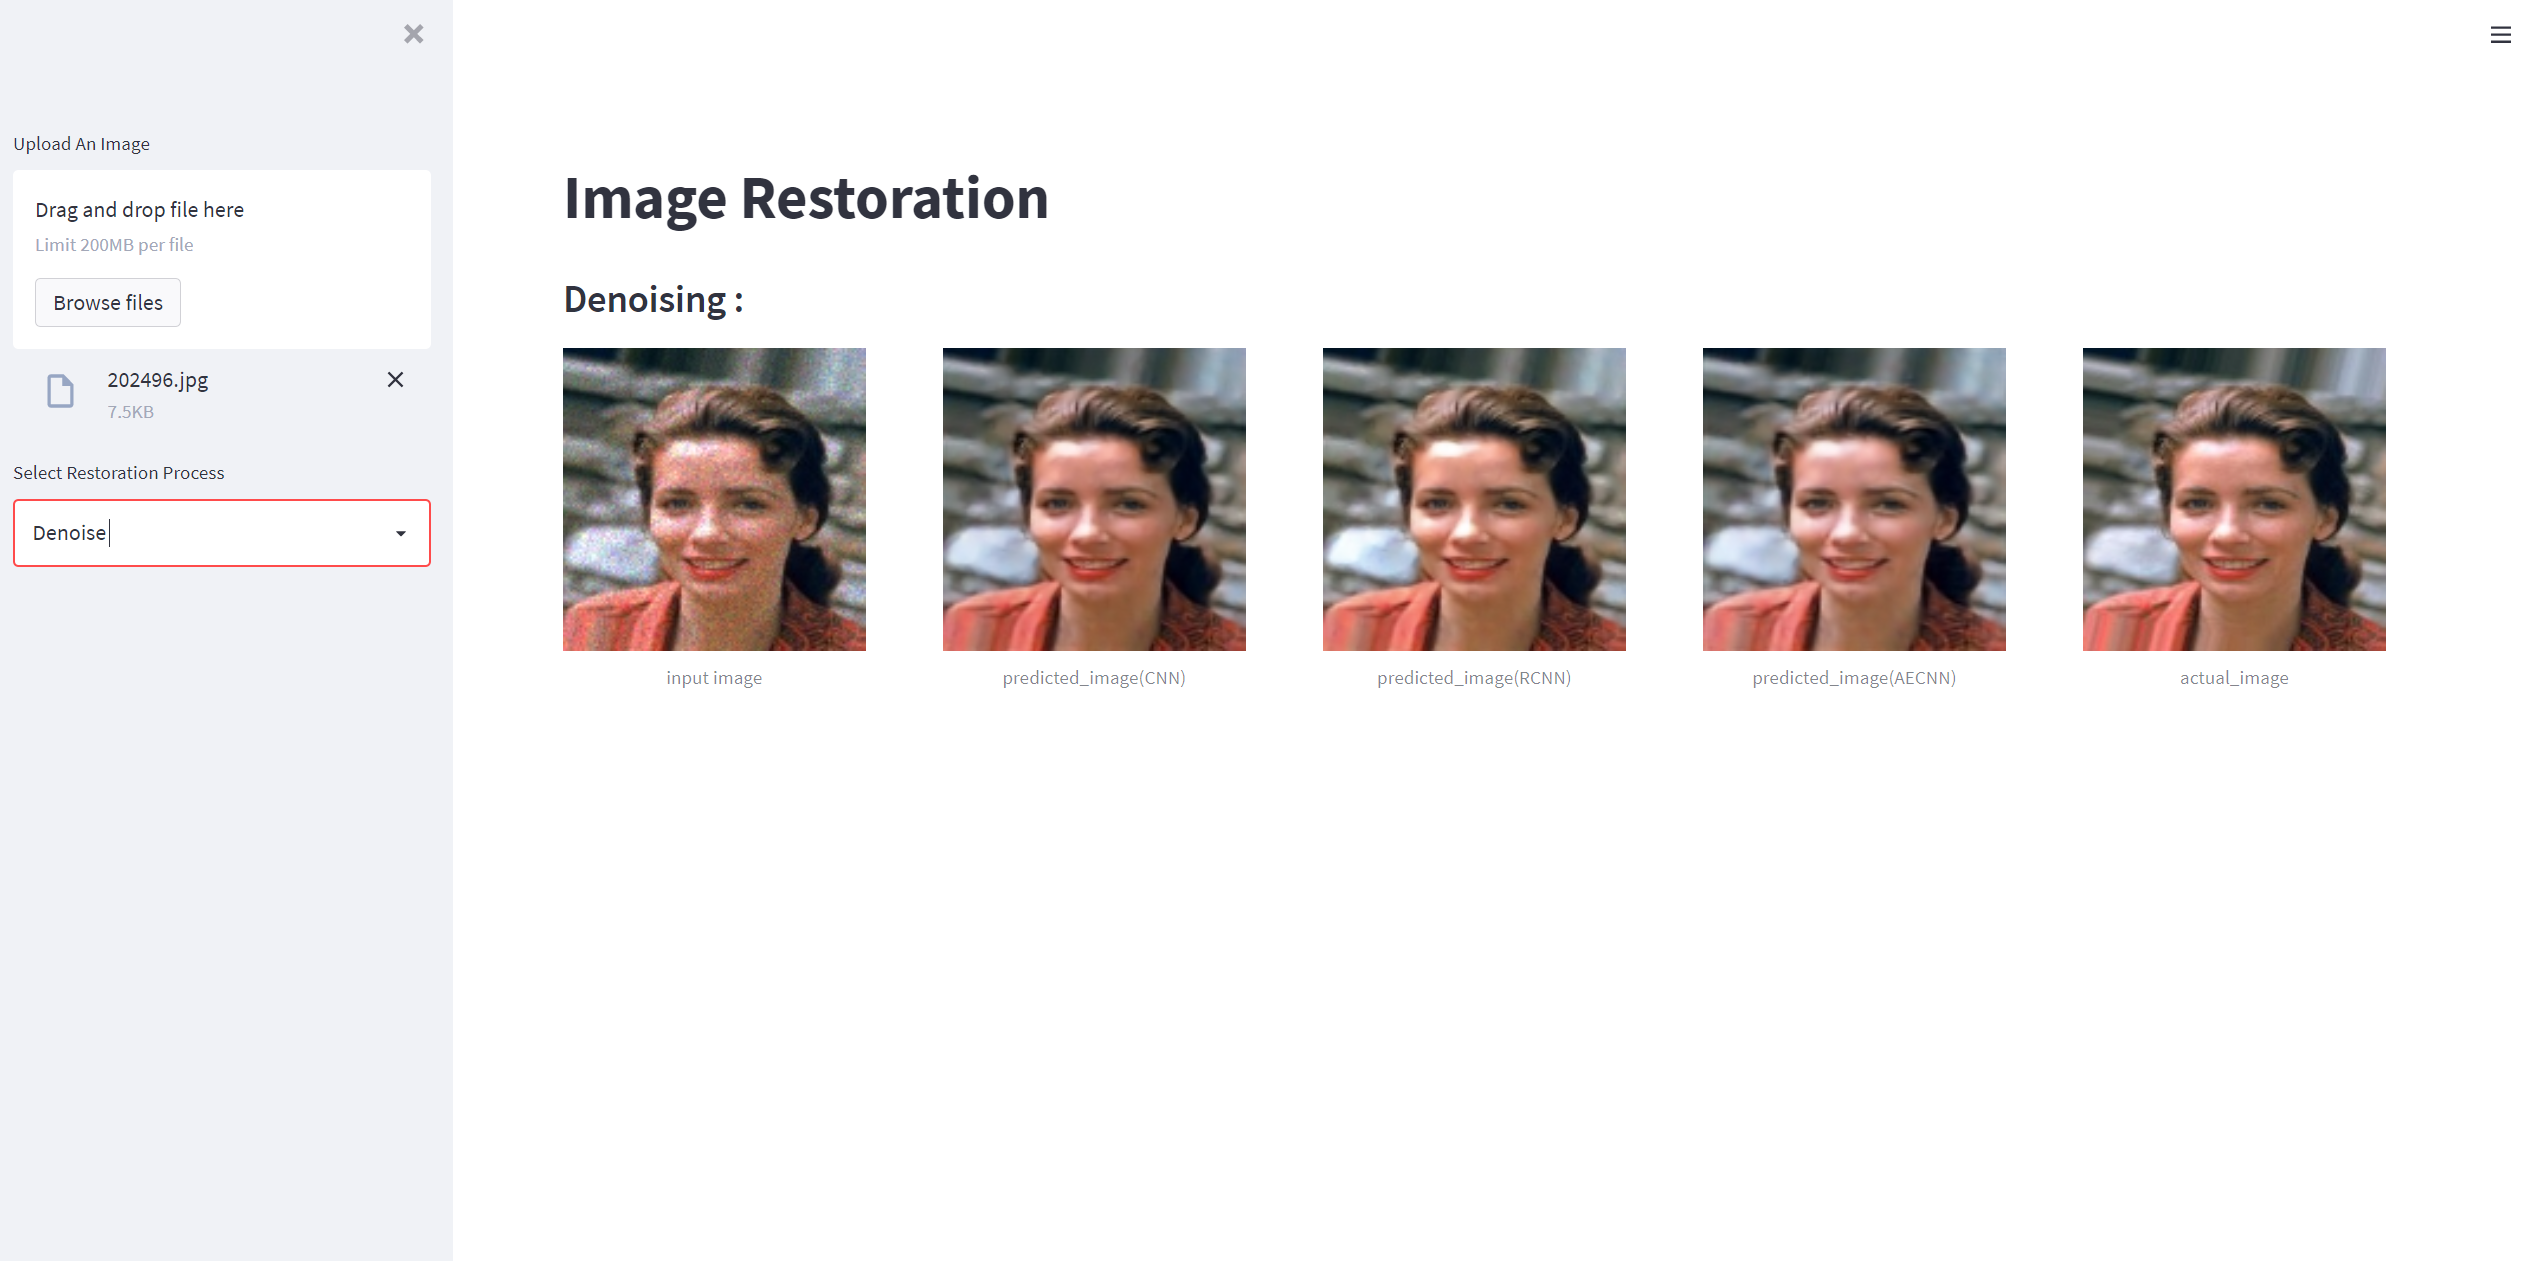 Upload An Image
Drag and drop file here
Limit 200MB per file
Browse files
202496.jpg
7.5KB
Select Restoration Process
Denoise
Image Restoration
Denoising :
input image
predicted_image(CNN)
predicted_image(RCNN)
predicted_image(AECNN)
actual_image